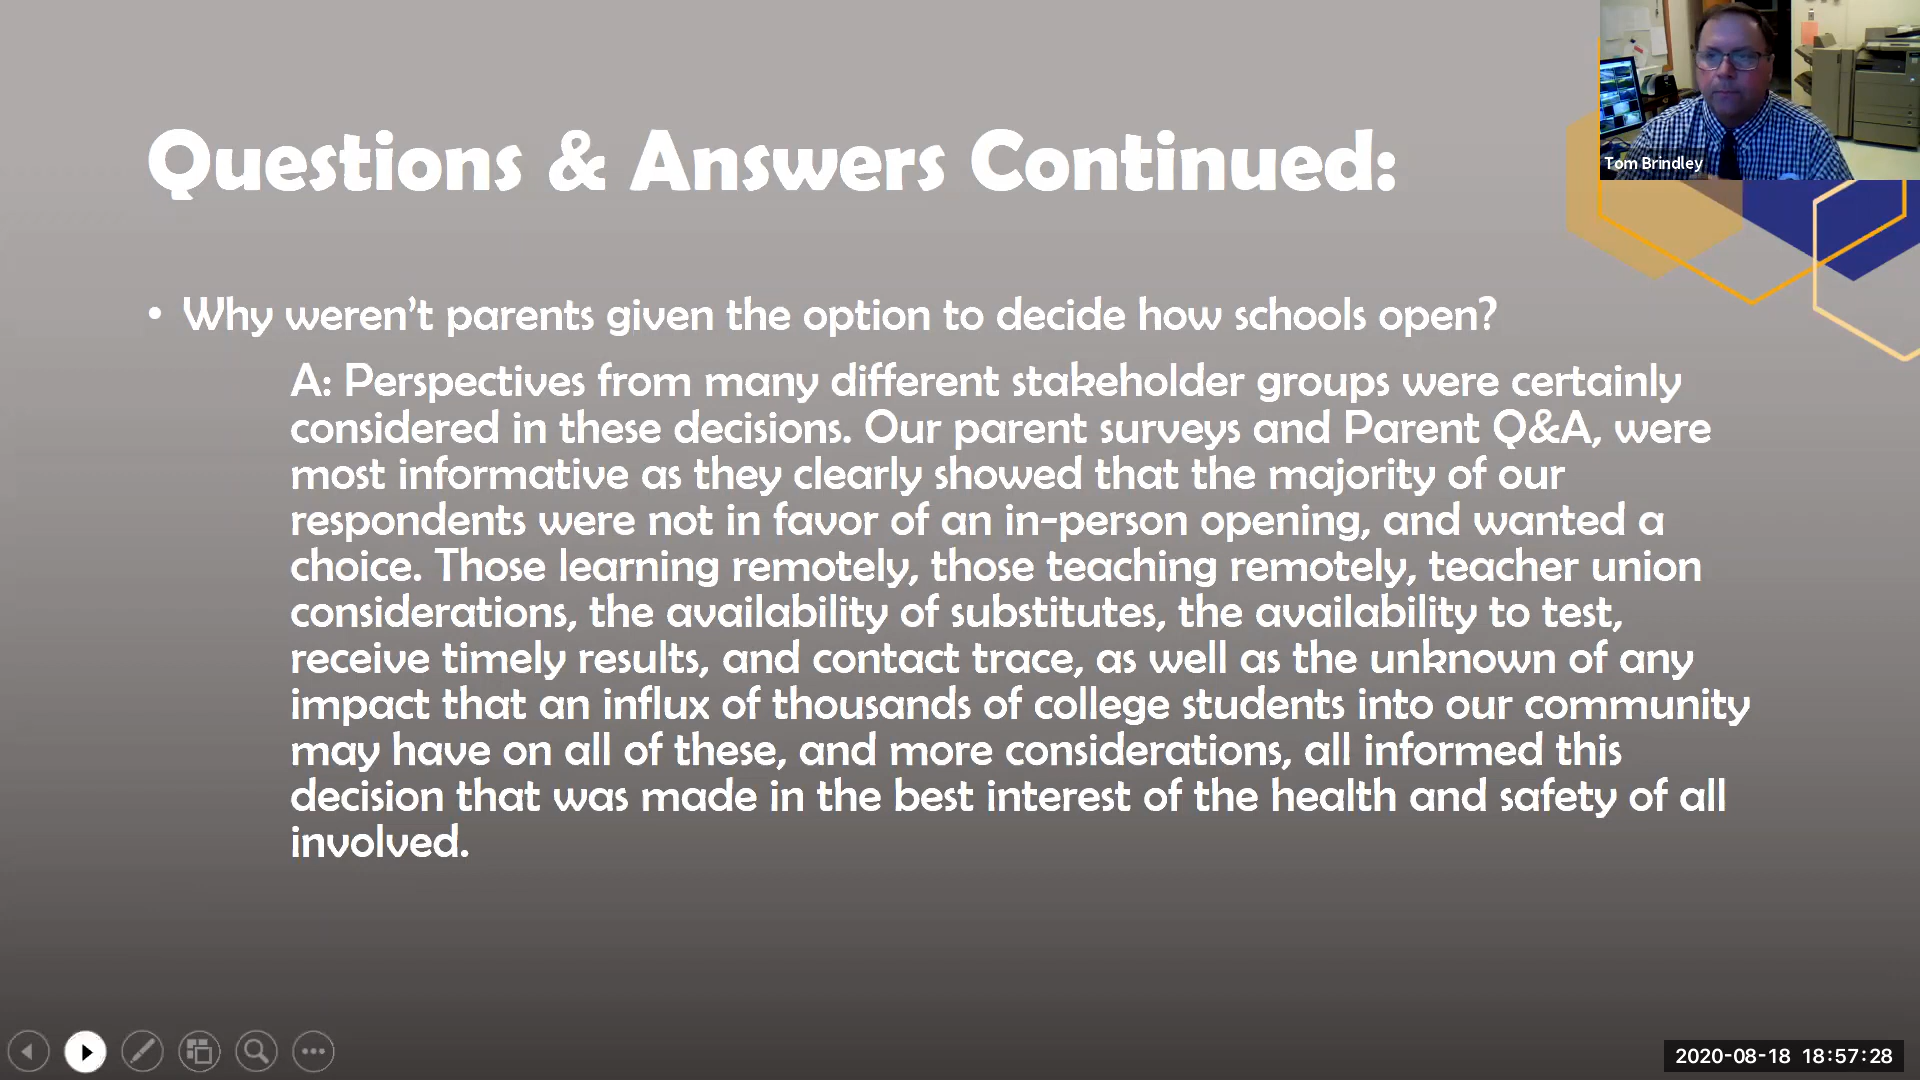 Questions & Answers Continued:
Tom Brindley
• Why weren’t parents given the option to decide how schools open?
A: Perspectives from many different stakeholder groups were certainly
considered in these decisions. Our parent surveys and Parent Q&A, were
most informative as they clearly showed that the majority of our
respondents were not in favor of an in-person opening, and wanted a
choice. Those learning remotely, those teaching remotely, teacher union
considerations, the availability of substitutes, the availability to test,
receive timely results, and contact trace, as well as the unknown of any
impact that an influx of thousands of college students into our community
may have on all of these, and more considerations, all informed this
decision that was made in the best interest of the health and safety of all
involved.
2020-08-18 18:57:28